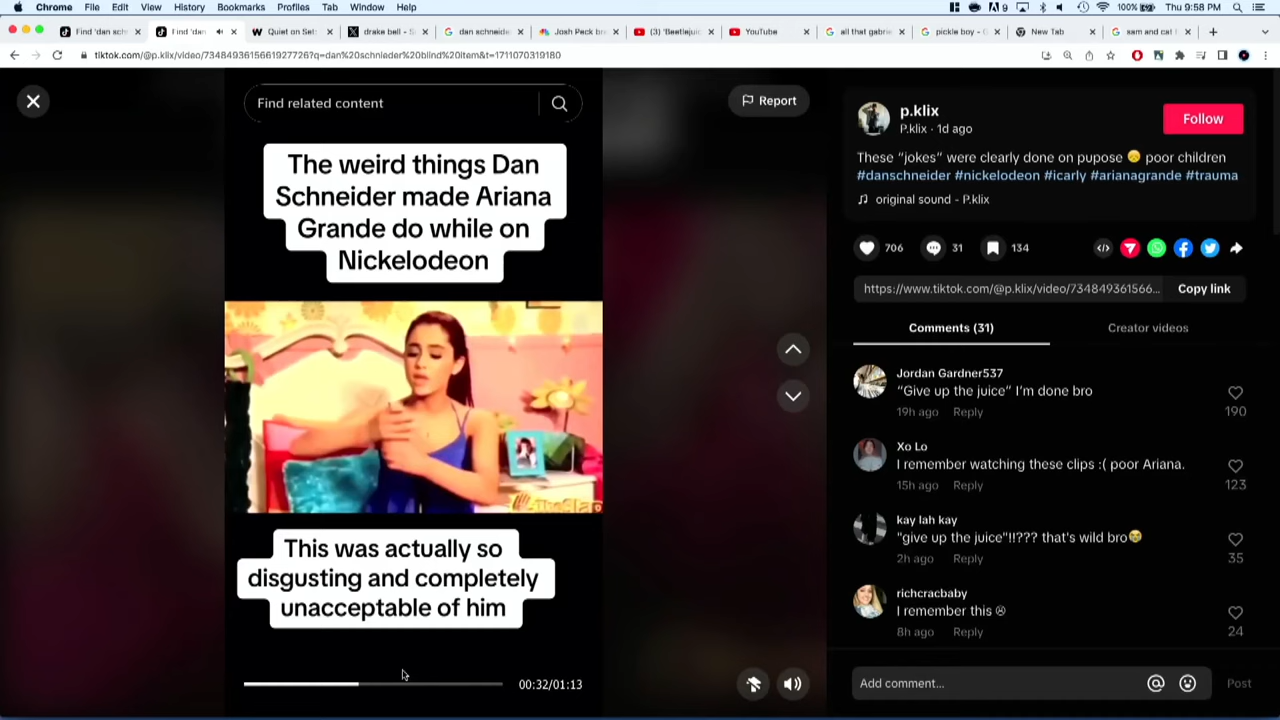 Chrome File Edit View History Bookmarks Profiles Tab Window Help
9 100% Thu 9:58 PM
Find 'dan sch
Find 'dan
Quiet on Set:
drake bell - S
dan schneide
Josh Peck br
(3) 'Beetlejuic
YouTube
all that gabrie
pickle boy - G
New Tab
sam and cat
tiktok.com/@p.klix/video/7348493615661927726?q=dan%20schnieder%20blind%20item&t=1711070319180
Find related content
Report
The weird things Dan
Schneider made Ariana
Grande do while on
Nickelodeon
This was actually so
disgusting and completely
unacceptable of him
00:32/01:13
p.klix
P.klix · 1d ago
Follow
These “jokes” were clearly done on pupose 😞 poor children
#danschneider #nickelodeon #icarly #arianagrande #trauma
original sound - P.klix
706
31
134
https://www.tiktok.com/@p.klix/video/734849361566...
Copy link
Comments (31)
Creator videos
Jordan Gardner537
“Give up the juice” I’m done bro
19h ago Reply
190
Xo Lo
I remember watching these clips :( poor Ariana.
15h ago Reply
123
kay lah kay
"give up the juice"!!??? that's wild bro😭
2h ago Reply
35
richcracbaby
I remember this ☹
8h ago Reply
24
Add comment...
Post